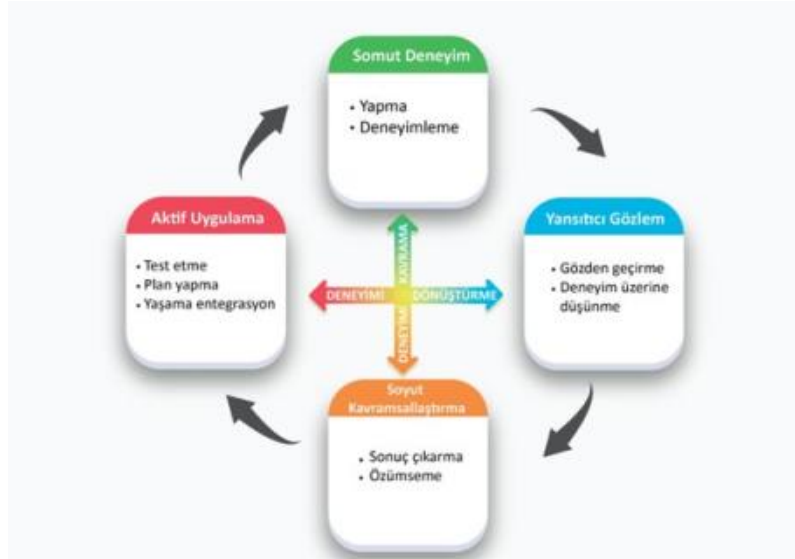 Somut Deneyim
• Yapma
• Deneyimleme
Aktif Uygulama
• Test etme
• Plan yapma
• Yaşama entegrasyon
Yansıtıcı Gözlem
• Gözden geçirme
• Deneyim üzerine
düşünme
DENEYİMİ KAVRAMA
DENEYİMİ DÖNÜŞTÜRME
Soyut
Kavramsallaştırma
• Sonuç çıkarma
• Özümseme